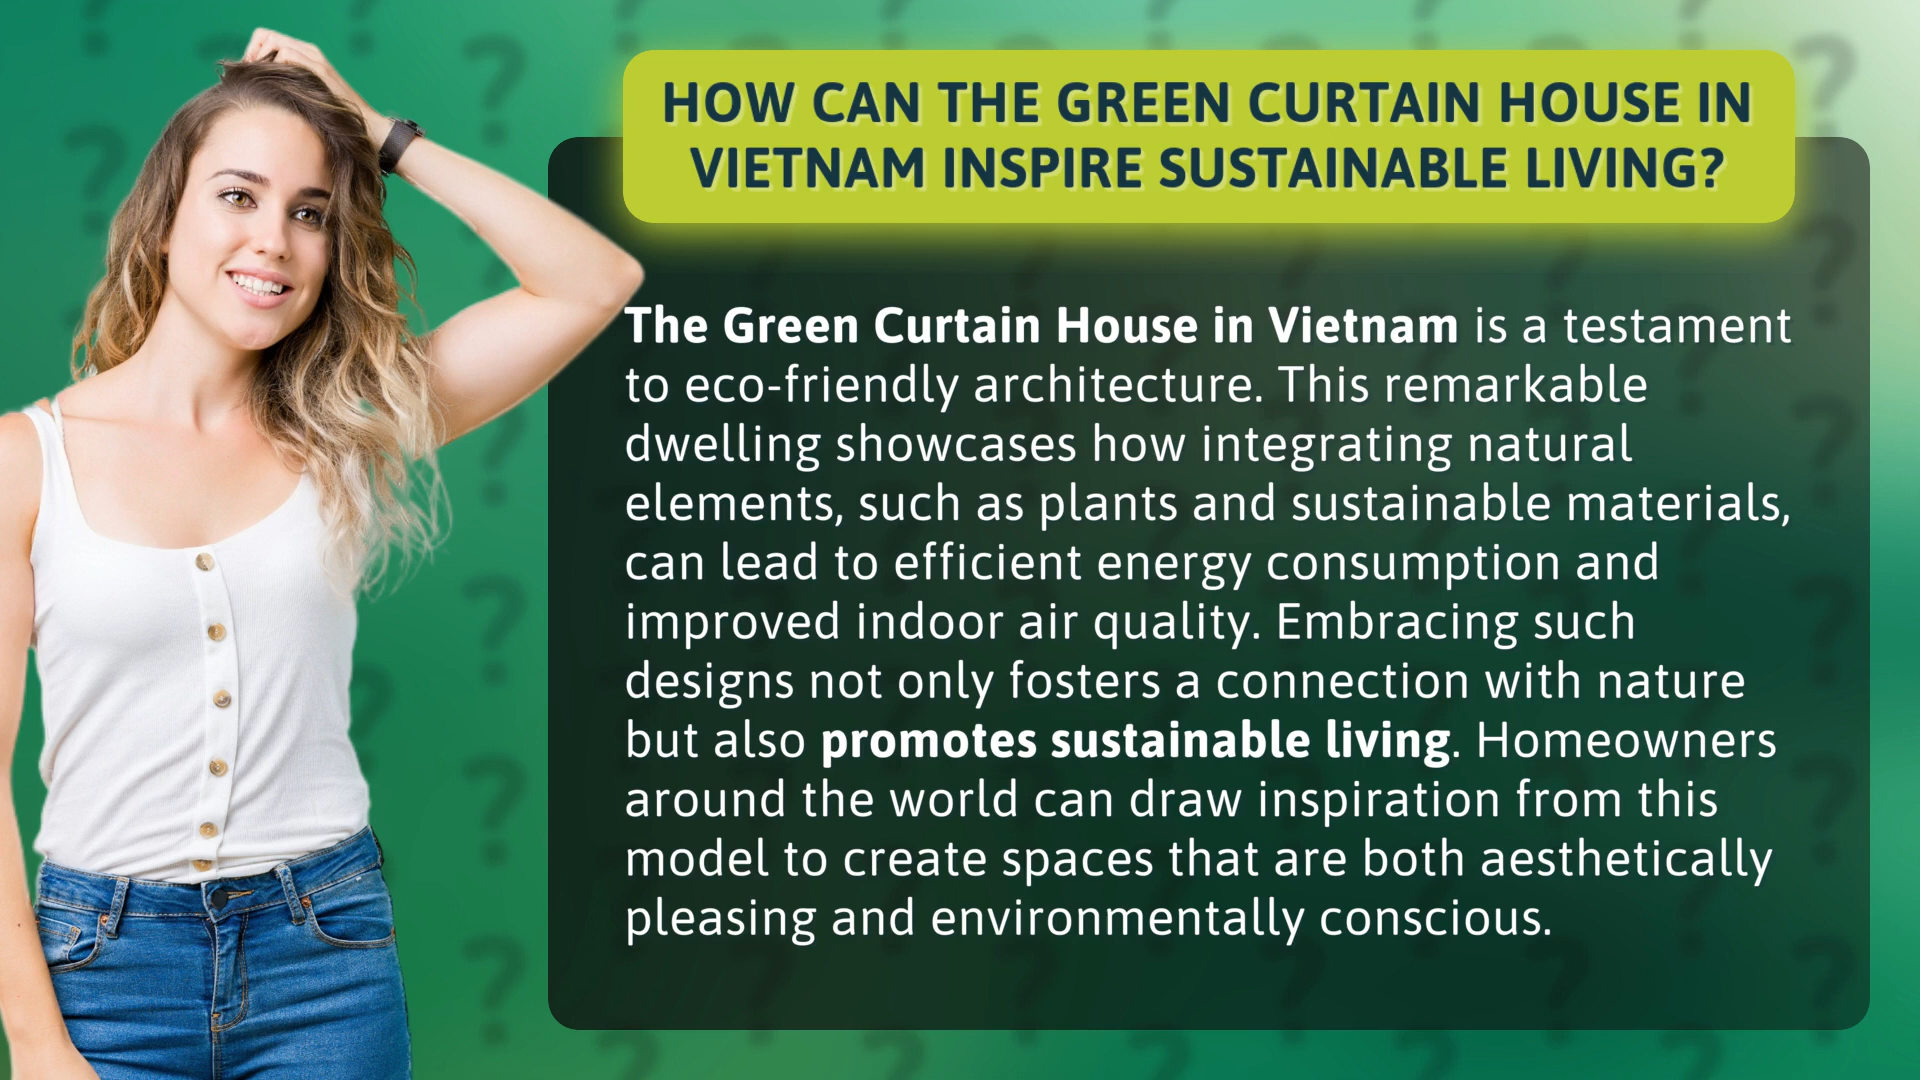 HOW CAN THE GREEN CURTAIN HOUSE IN
VIETNAM INSPIRE SUSTAINABLE LIVING?
The Green Curtain House in Vietnam is a testament
to eco-friendly architecture. This remarkable
dwelling showcases how integrating natural
elements, such as plants and sustainable materials,
can lead to efficient energy consumption and
improved indoor air quality. Embracing such
designs not only fosters a connection with nature
but also promotes sustainable living. Homeowners
around the world can draw inspiration from this
model to create spaces that are both aesthetically
pleasing and environmentally conscious.